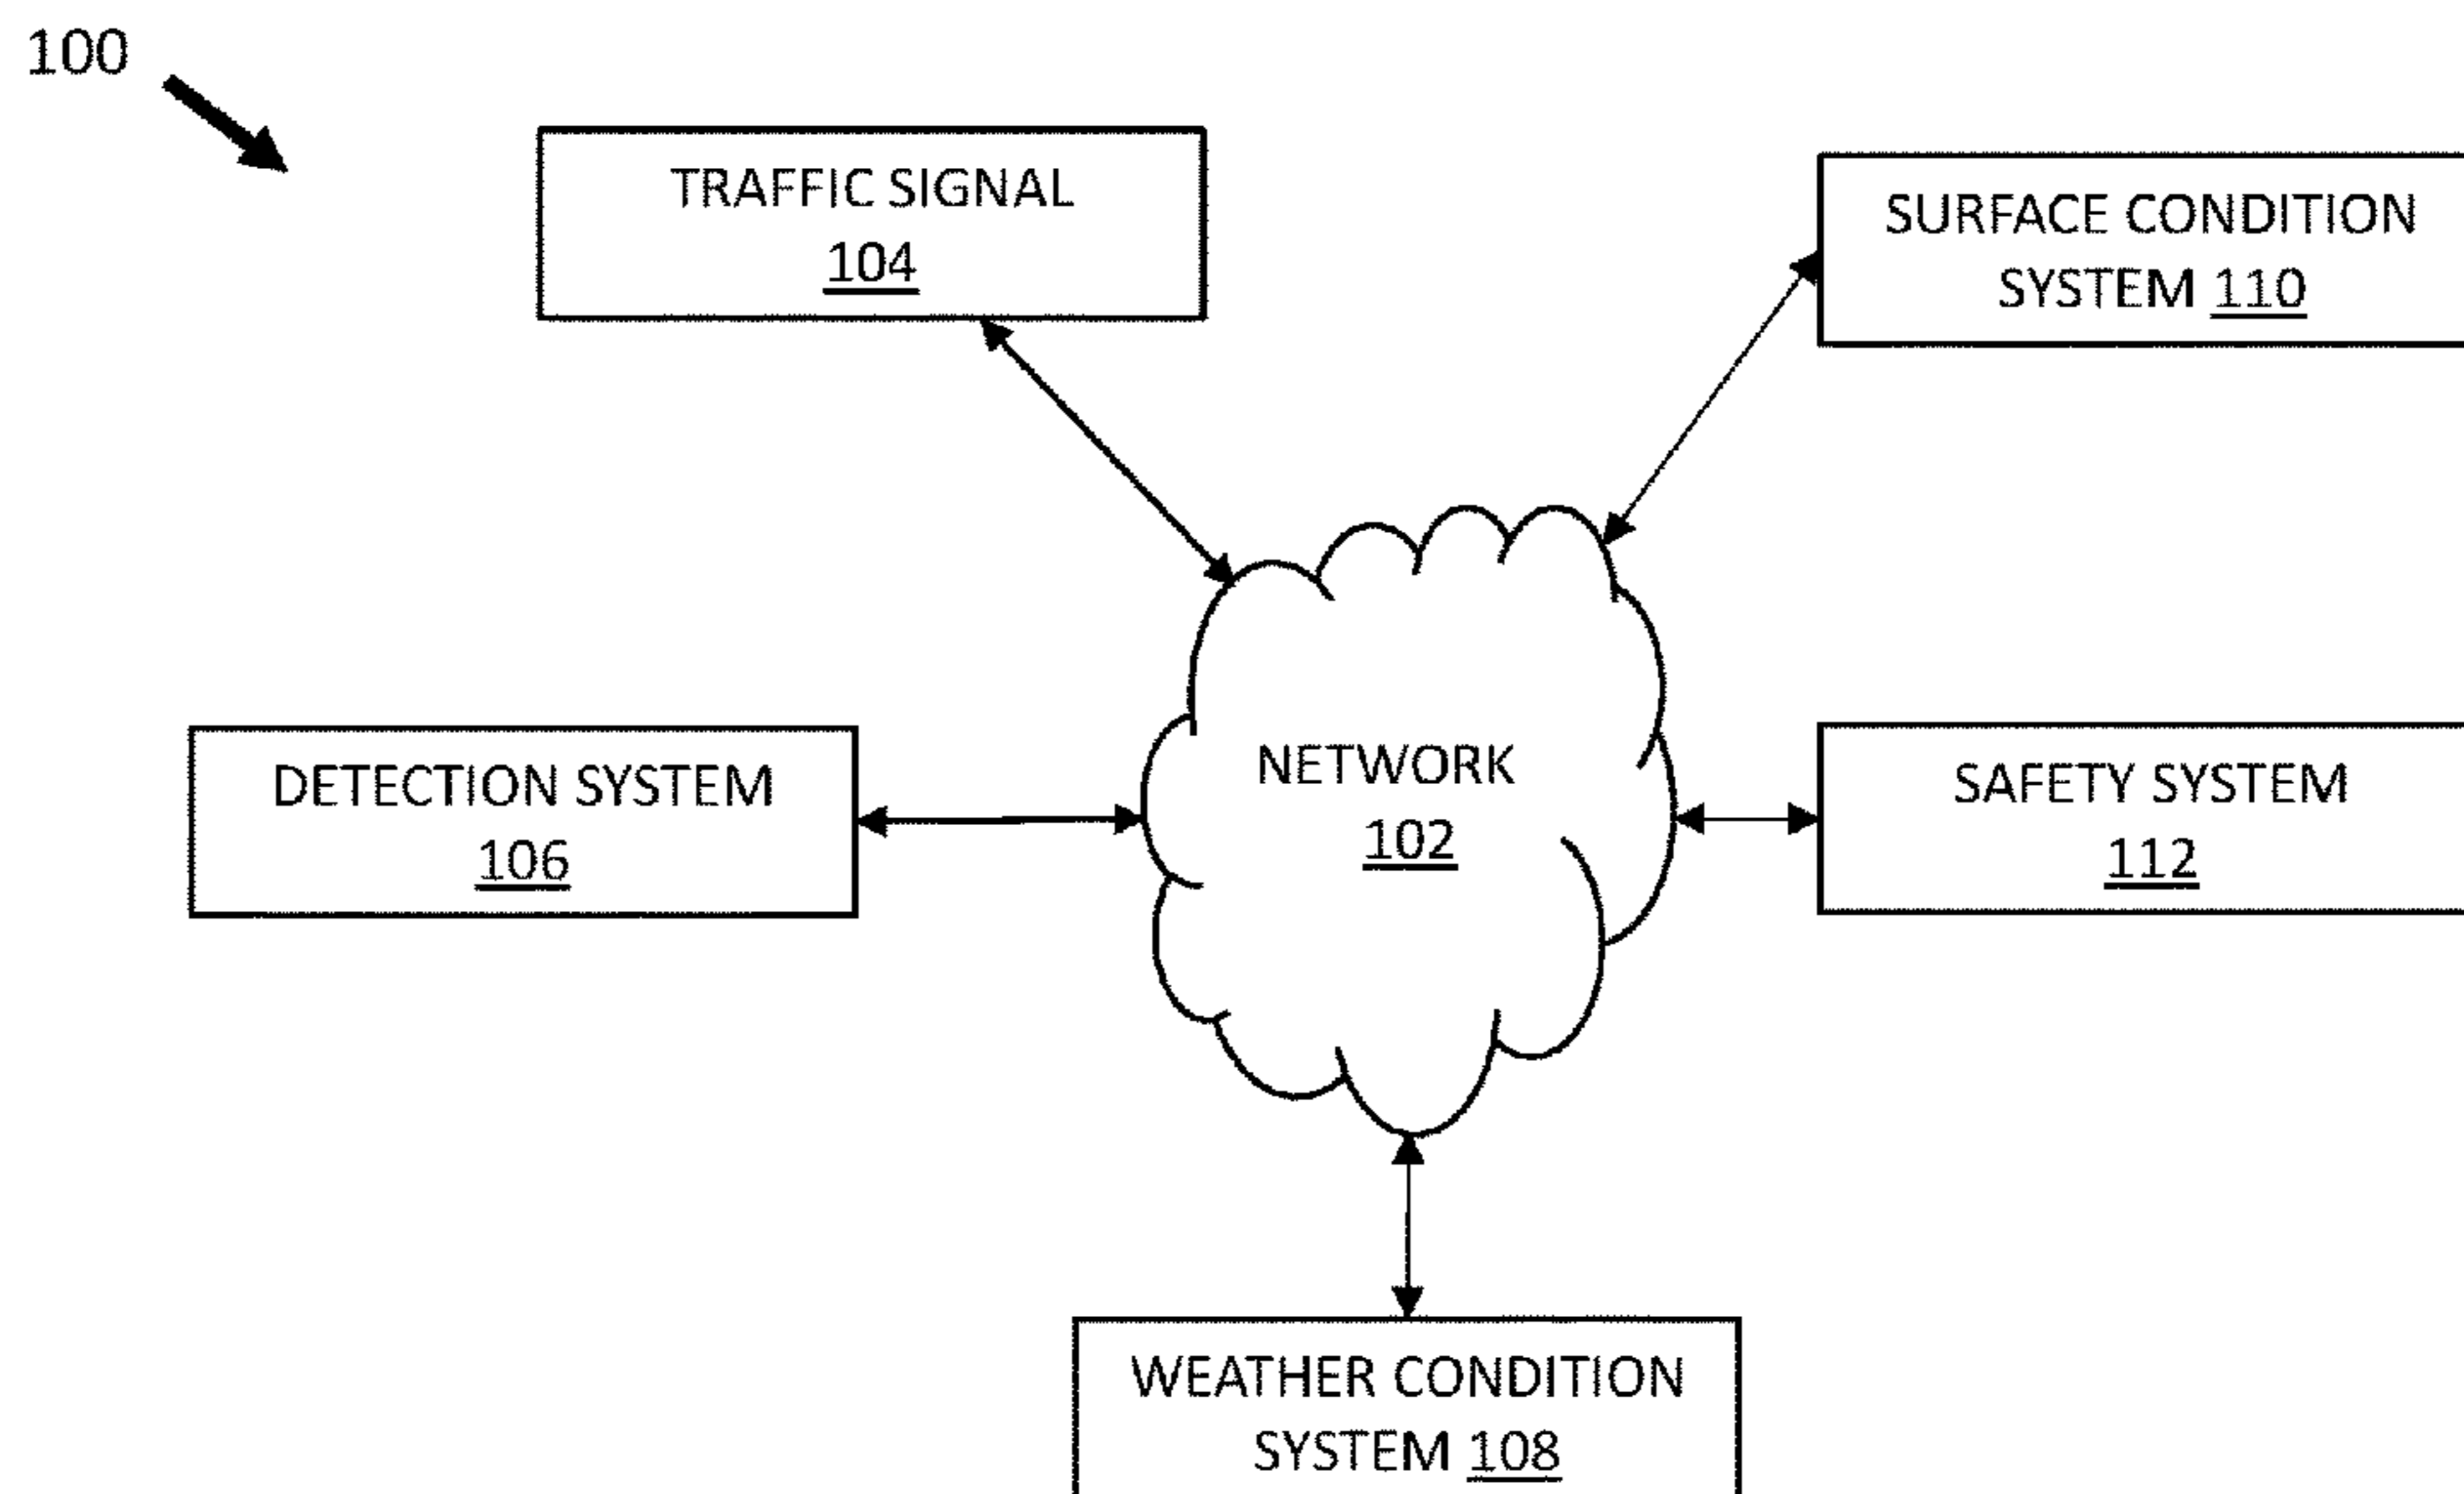 100
TRAFFIC SIGNAL
104
SURFACE CONDITION
SYSTEM 110
DETECTION SYSTEM
106
NETWORK
102
SAFETY SYSTEM
112
WEATHER CONDITION
SYSTEM 108